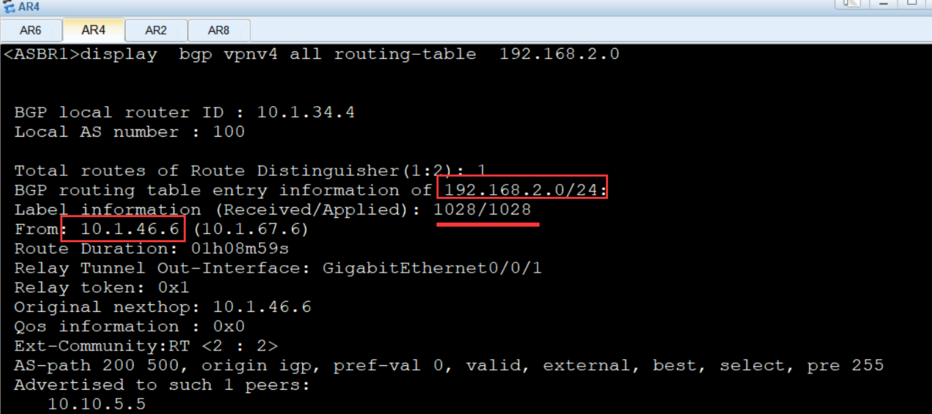 AR4
AR6 AR4 AR2 AR8
<ASBR1>display  bgp vpnv4 all routing-table  192.168.2.0
BGP local router ID : 10.1.34.4
Local AS number : 100
Total routes of Route Distinguisher(1:2): 1
BGP routing table entry information of 192.168.2.0/24:
Label information (Received/Applied): 1028/1028
From: 10.1.46.6 (10.1.67.6)
Route Duration: 01h08m59s
Relay Tunnel Out-Interface: GigabitEthernet0/0/1
Relay token: 0x1
Original nexthop: 10.1.46.6
Qos information : 0x0
Ext-Community:RT <2 : 2>
AS-path 200 500, origin igp, pref-val 0, valid, external, best, select, pre 255
Advertised to such 1 peers:
10.10.5.5